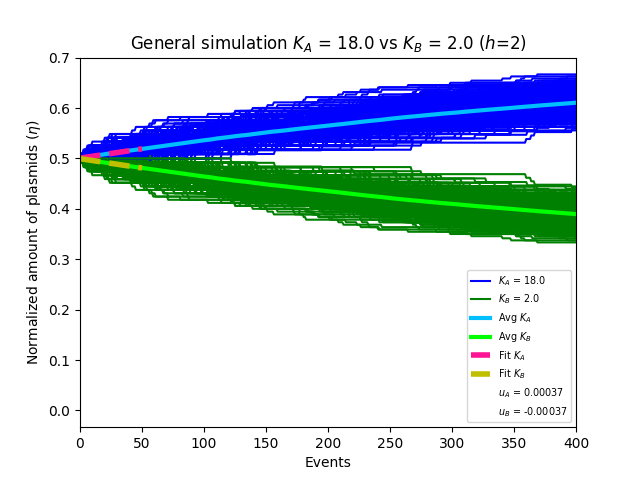 General simulation K_A = 18.0 vs K_B = 2.0 (h=2)
Normalized amount of plasmids (η)
0.7
0.6
0.5
0.4
0.3
0.2
0.1
0.0
K_A = 18.0
K_B = 2.0
Avg K_A
Avg K_B
Fit K_A
Fit K_B
u_A = 0.00037
u_B = -0.00037
0 50 100 150 200 250 300 350 400
Events